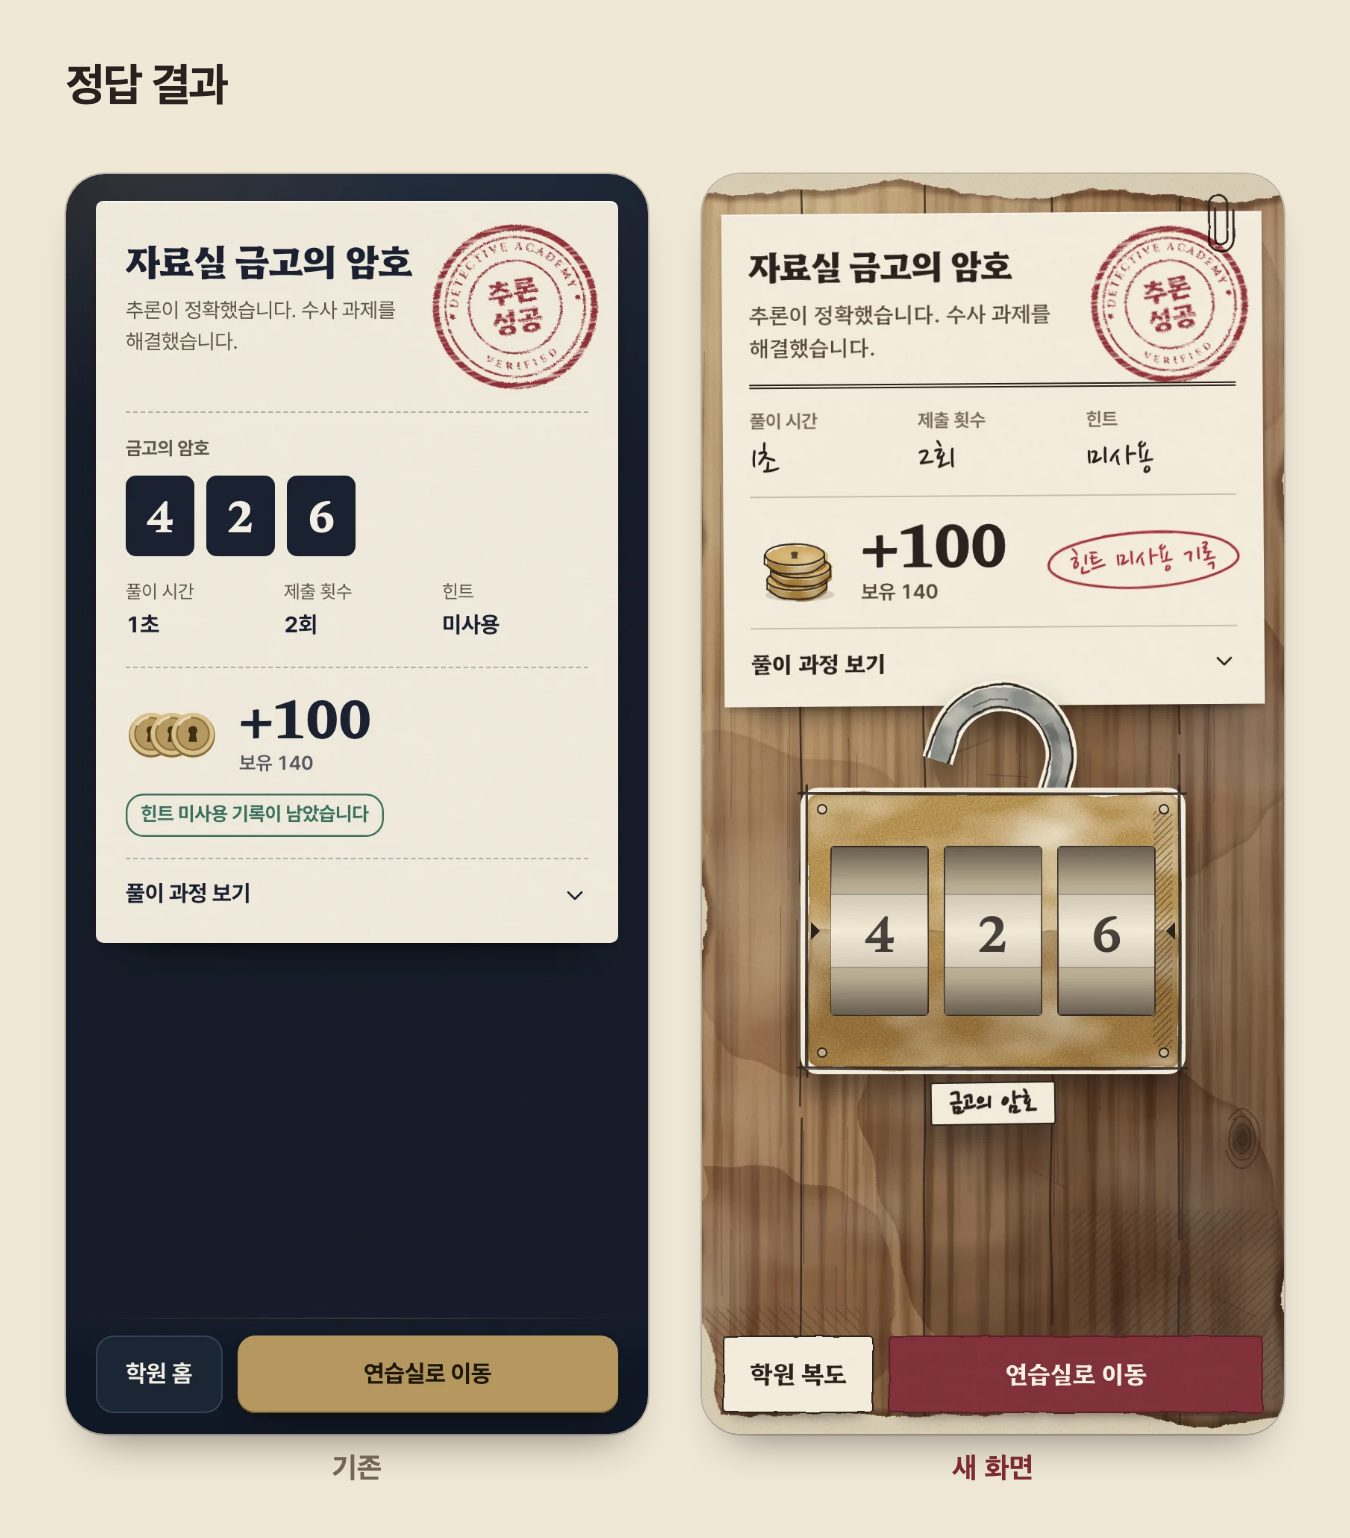 정답 결과
자료실 금고의 암호
추론이 정확했습니다. 수사 과제를
해결했습니다.
DETECTIVE ACADEMY
추론
성공
VERIFIED
금고의 암호
4 2 6
풀이 시간 제출 횟수 힌트
1초 2회 미사용
+100
보유 140
힌트 미사용 기록이 남았습니다
풀이 과정 보기
학원 홈 연습실로 이동
기존
자료실 금고의 암호
추론이 정확했습니다. 수사 과제를
해결했습니다.
DETECTIVE ACADEMY
추론
성공
VERIFIED
풀이 시간 제출 횟수 힌트
1초 2회 미사용
+100
보유 140
힌트 미사용 기록
풀이 과정 보기
4 2 6
금고의 암호
학원 복도 연습실로 이동
새 화면